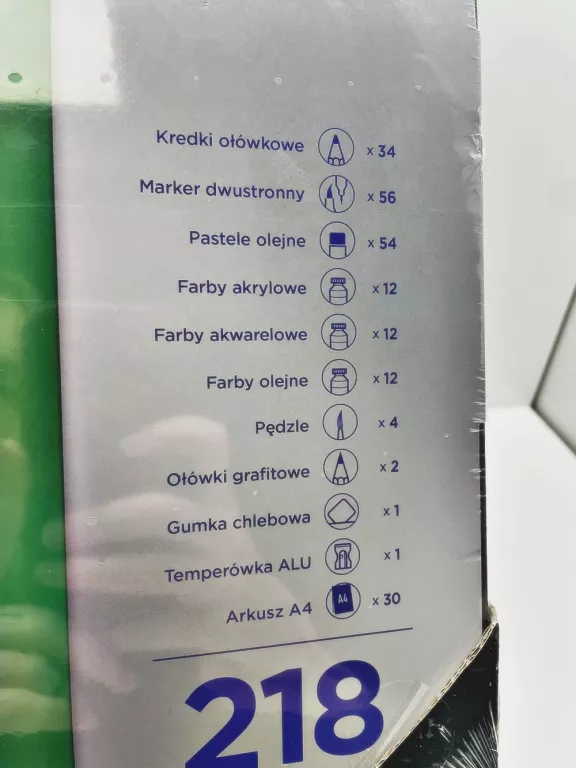 Kredki ołówkowe x 34
Marker dwustronny x 56
Pastele olejne x 54
Farby akrylowe x 12
Farby akwarelowe x 12
Farby olejne x 12
Pędzle x 4
Ołówki grafitowe x 2
Gumka chlebowa x 1
Temperówka ALU x 1
Arkusz A4 A4 x 30
218